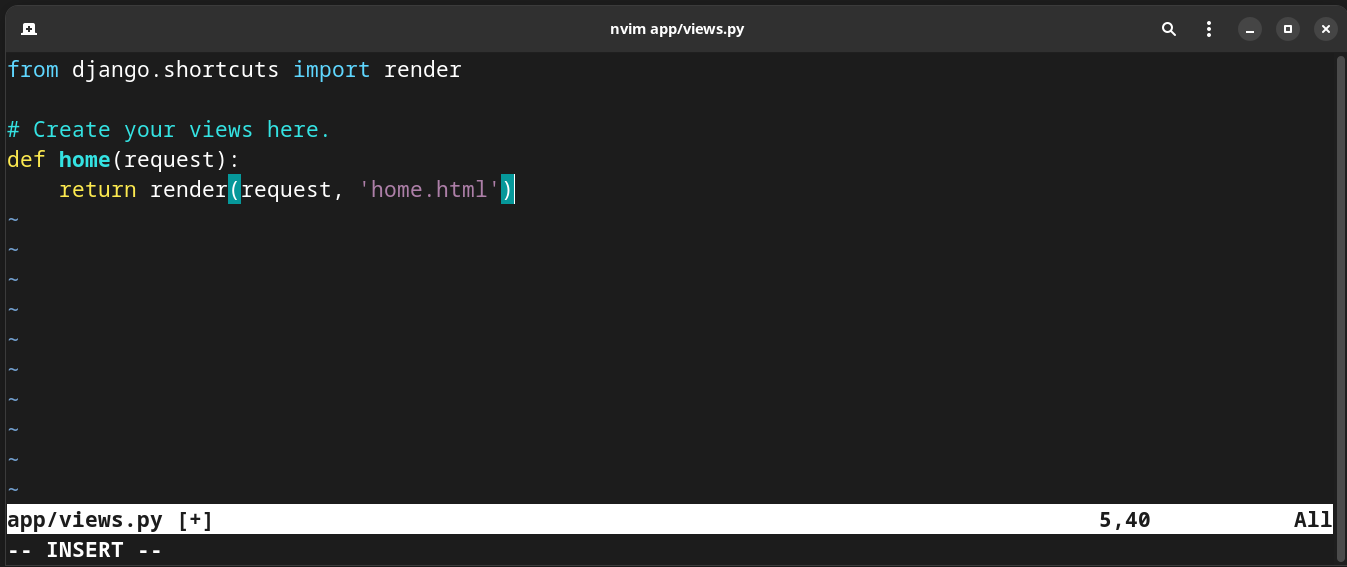 nvim app/views.py
from django.shortcuts import render

# Create your views here.
def home(request):
    return render(request, 'home.html')
~
~
~
~
~
~
~
~
~
~
app/views.py [+] 5,40 All
-- INSERT --